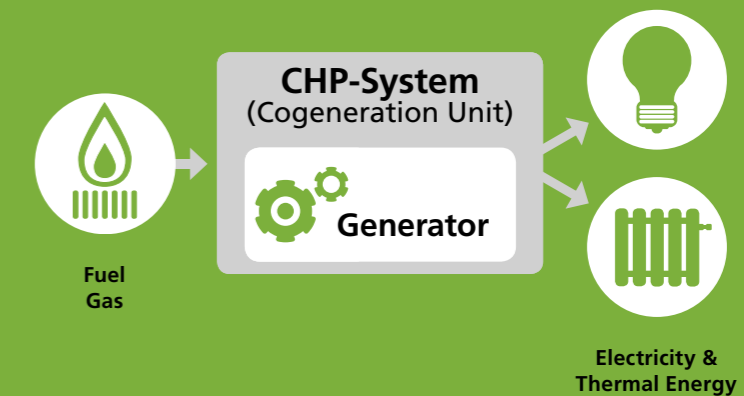 CHP-System
(Cogeneration Unit)
Generator
Fuel
Gas
Electricity &
Thermal Energy